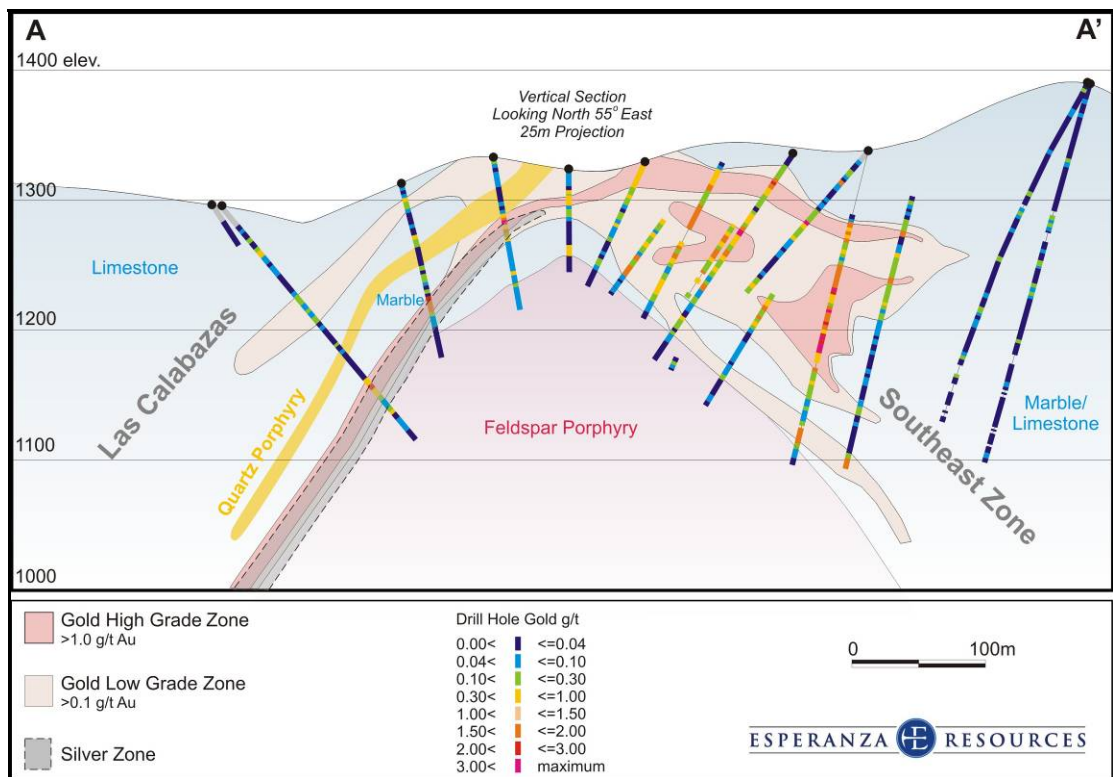 A
A'
1400 elev.
Vertical Section
Looking North 55° East
25m Projection
1300
Limestone
Marble
1200
Las Calabazas
Quartz Porphyry
Feldspar Porphyry
Marble/
Limestone
Southeast Zone
1100
1000
Gold High Grade Zone
>1.0 g/t Au
Gold Low Grade Zone
>0.1 g/t Au
Silver Zone
Drill Hole Gold g/t
0.00< <=0.04
0.04< <=0.10
0.10< <=0.30
0.30< <=1.00
1.00< <=1.50
1.50< <=2.00
2.00< <=3.00
3.00< maximum
0 100m
ESPERANZA E RESOURCES